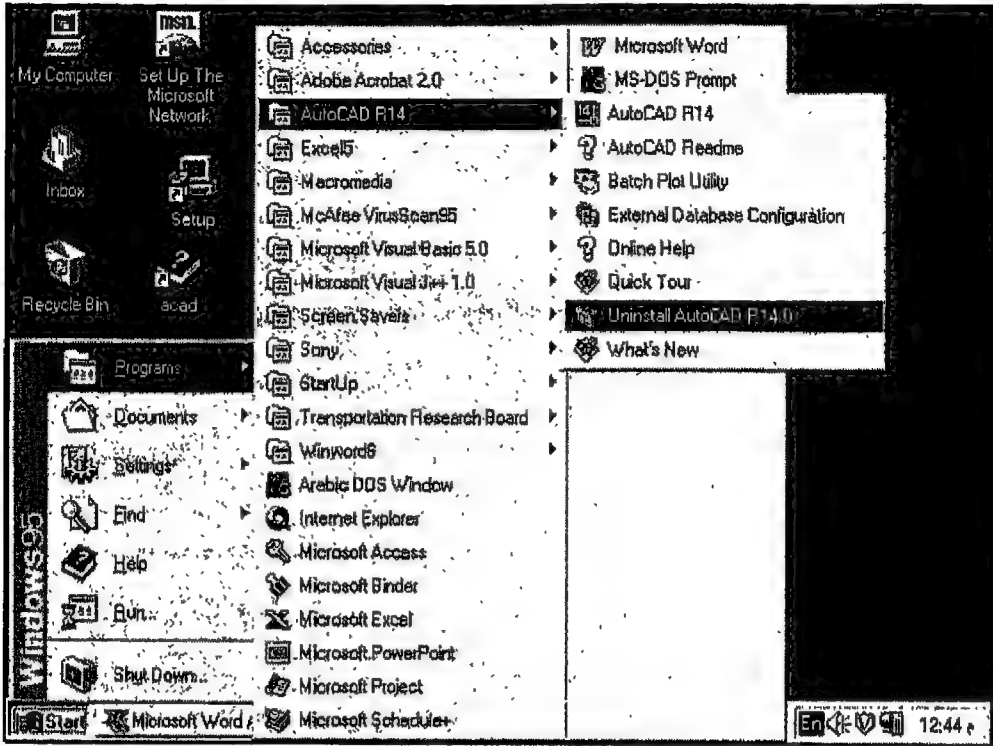 My Computer
Set Up The
Microsoft
Network
Inbox
Setup
Recycle Bin
acad
Programs
Documents
Settings
Find
Help
Run...
Shut Down...
Windows95
Accessories
Adobe Acrobat 2.0
AutoCAD R14
Excel5
Macromedia
McAfee VirusScan95
Microsoft Visual Basic 5.0
Microsoft Visual J++ 1.0
Screen Savers
Sony
StartUp
Transportation Research Board
Winword6
Arabic DOS Window
Internet Explorer
Microsoft Access
Microsoft Binder
Microsoft Excel
Microsoft PowerPoint
Microsoft Project
Microsoft Schedule+
Microsoft Word
MS-DOS Prompt
AutoCAD R14
AutoCAD Readme
Batch Plot Utility
External Database Configuration
Online Help
Quick Tour
Uninstall AutoCAD R14.0
What's New
Start
Microsoft Word
En
12:44 م
msn.